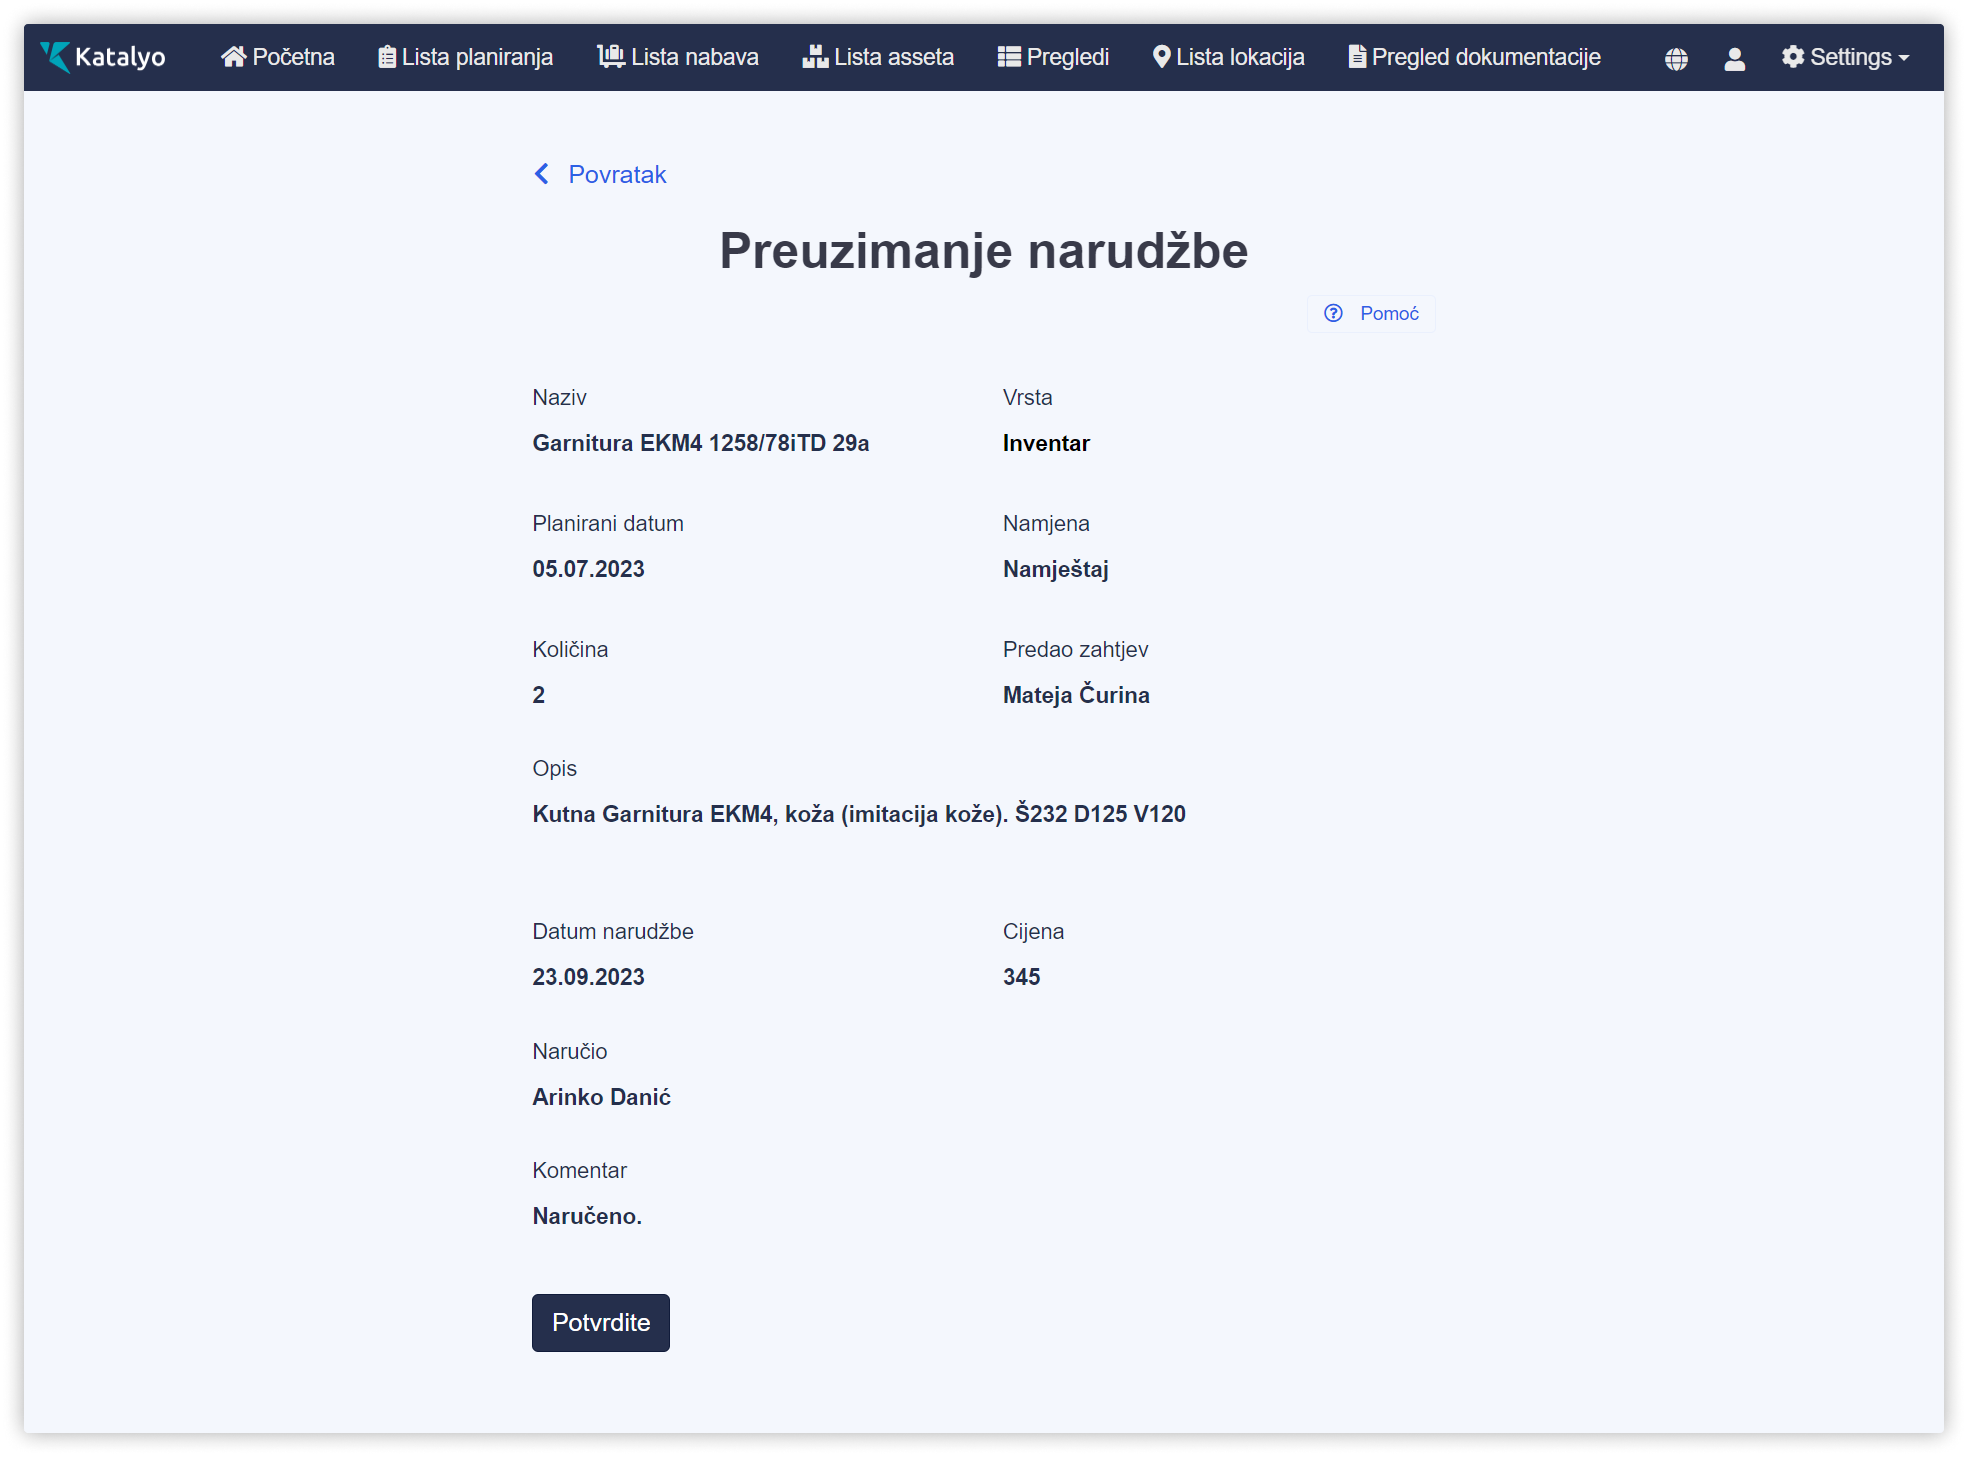 Katalyo Početna Lista planiranja Lista nabava Lista asseta Pregledi Lista lokacija Pregled dokumentacije Settings
Povratak
Preuzimanje narudžbe
Pomoć
Naziv Vrsta
Garnitura EKM4 1258/78iTD 29a Inventar
Planirani datum Namjena
05.07.2023 Namještaj
Količina Predao zahtjev
2 Mateja Čurina
Opis
Kutna Garnitura EKM4, koža (imitacija kože). Š232 D125 V120
Datum narudžbe Cijena
23.09.2023 345
Naručio
Arinko Danić
Komentar
Naručeno.
Potvrdite